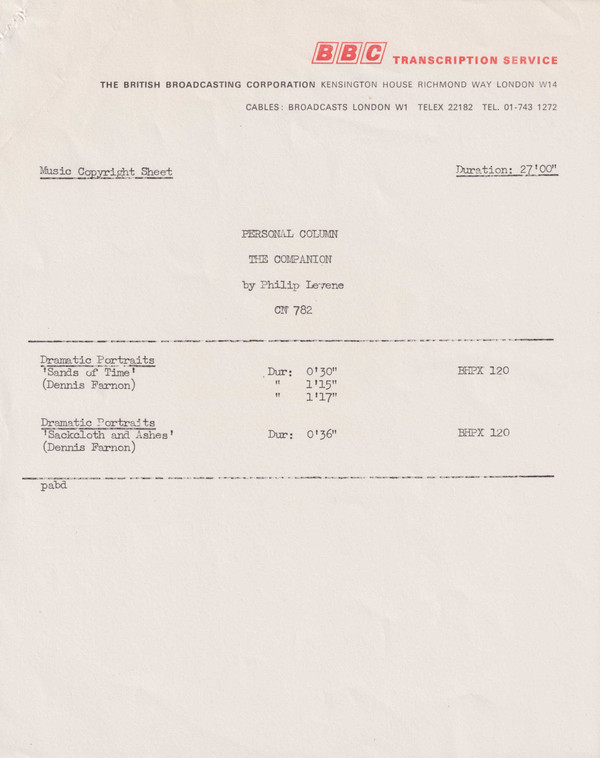 BBC TRANSCRIPTION SERVICE
THE BRITISH BROADCASTING CORPORATION KENSINGTON HOUSE RICHMOND WAY LONDON W14
CABLES: BROADCASTS LONDON W1 TELEX 22182 TEL. 01-743 1272
Music Copyright Sheet Duration: 27'00"
PERSONAL COLUMN
THE COMPANION
by Philip Levene
CN 782
Dramatic Portraits
'Sands of Time' Dur: 0'30" BHPX 120
(Dennis Farnon) " 1'15"
" 1'17"
Dramatic Portraits
'Sackcloth and Ashes' Dur: 0'36" BHPX 120
(Dennis Farnon)
pabd